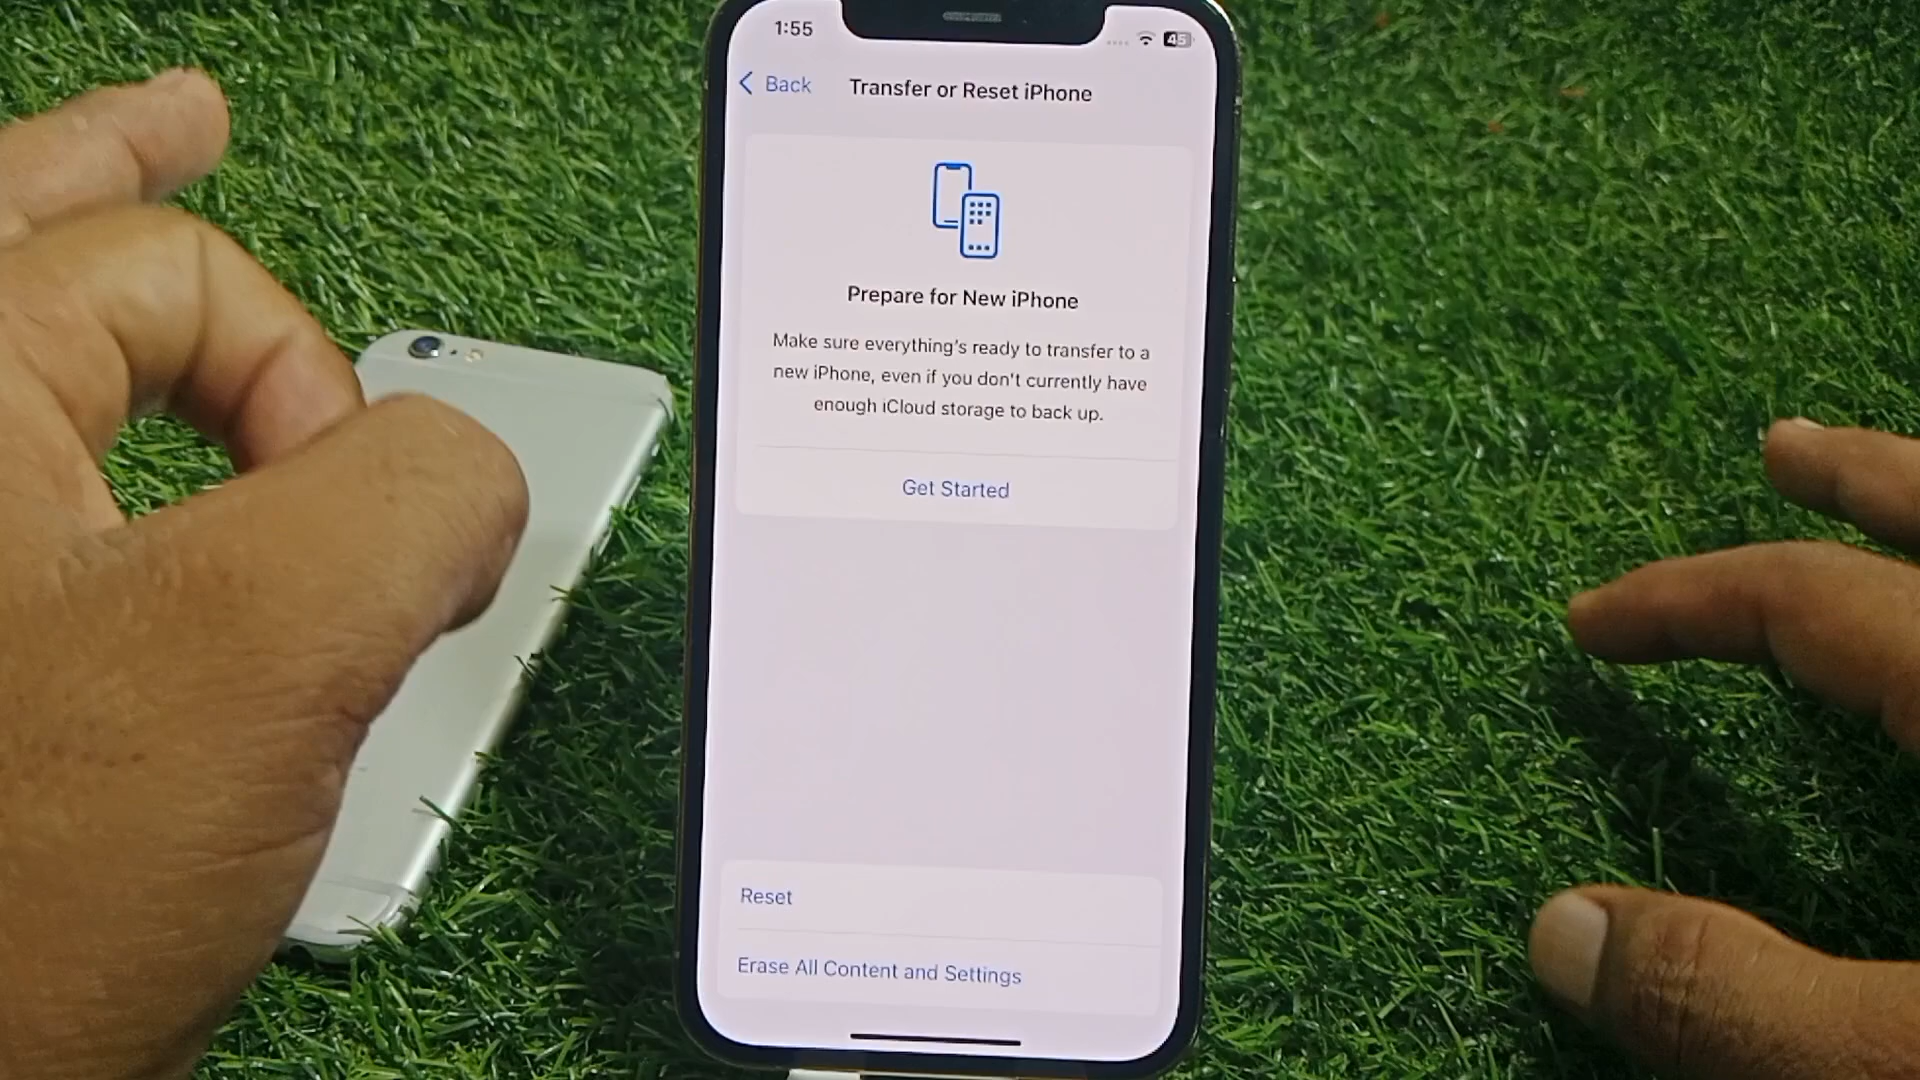 1:55
45
Back
Transfer or Reset iPhone
Prepare for New iPhone
Make sure everything's ready to transfer to a
new iPhone, even if you don't currently have
enough iCloud storage to back up.
Get Started
Reset
Erase All Content and Settings